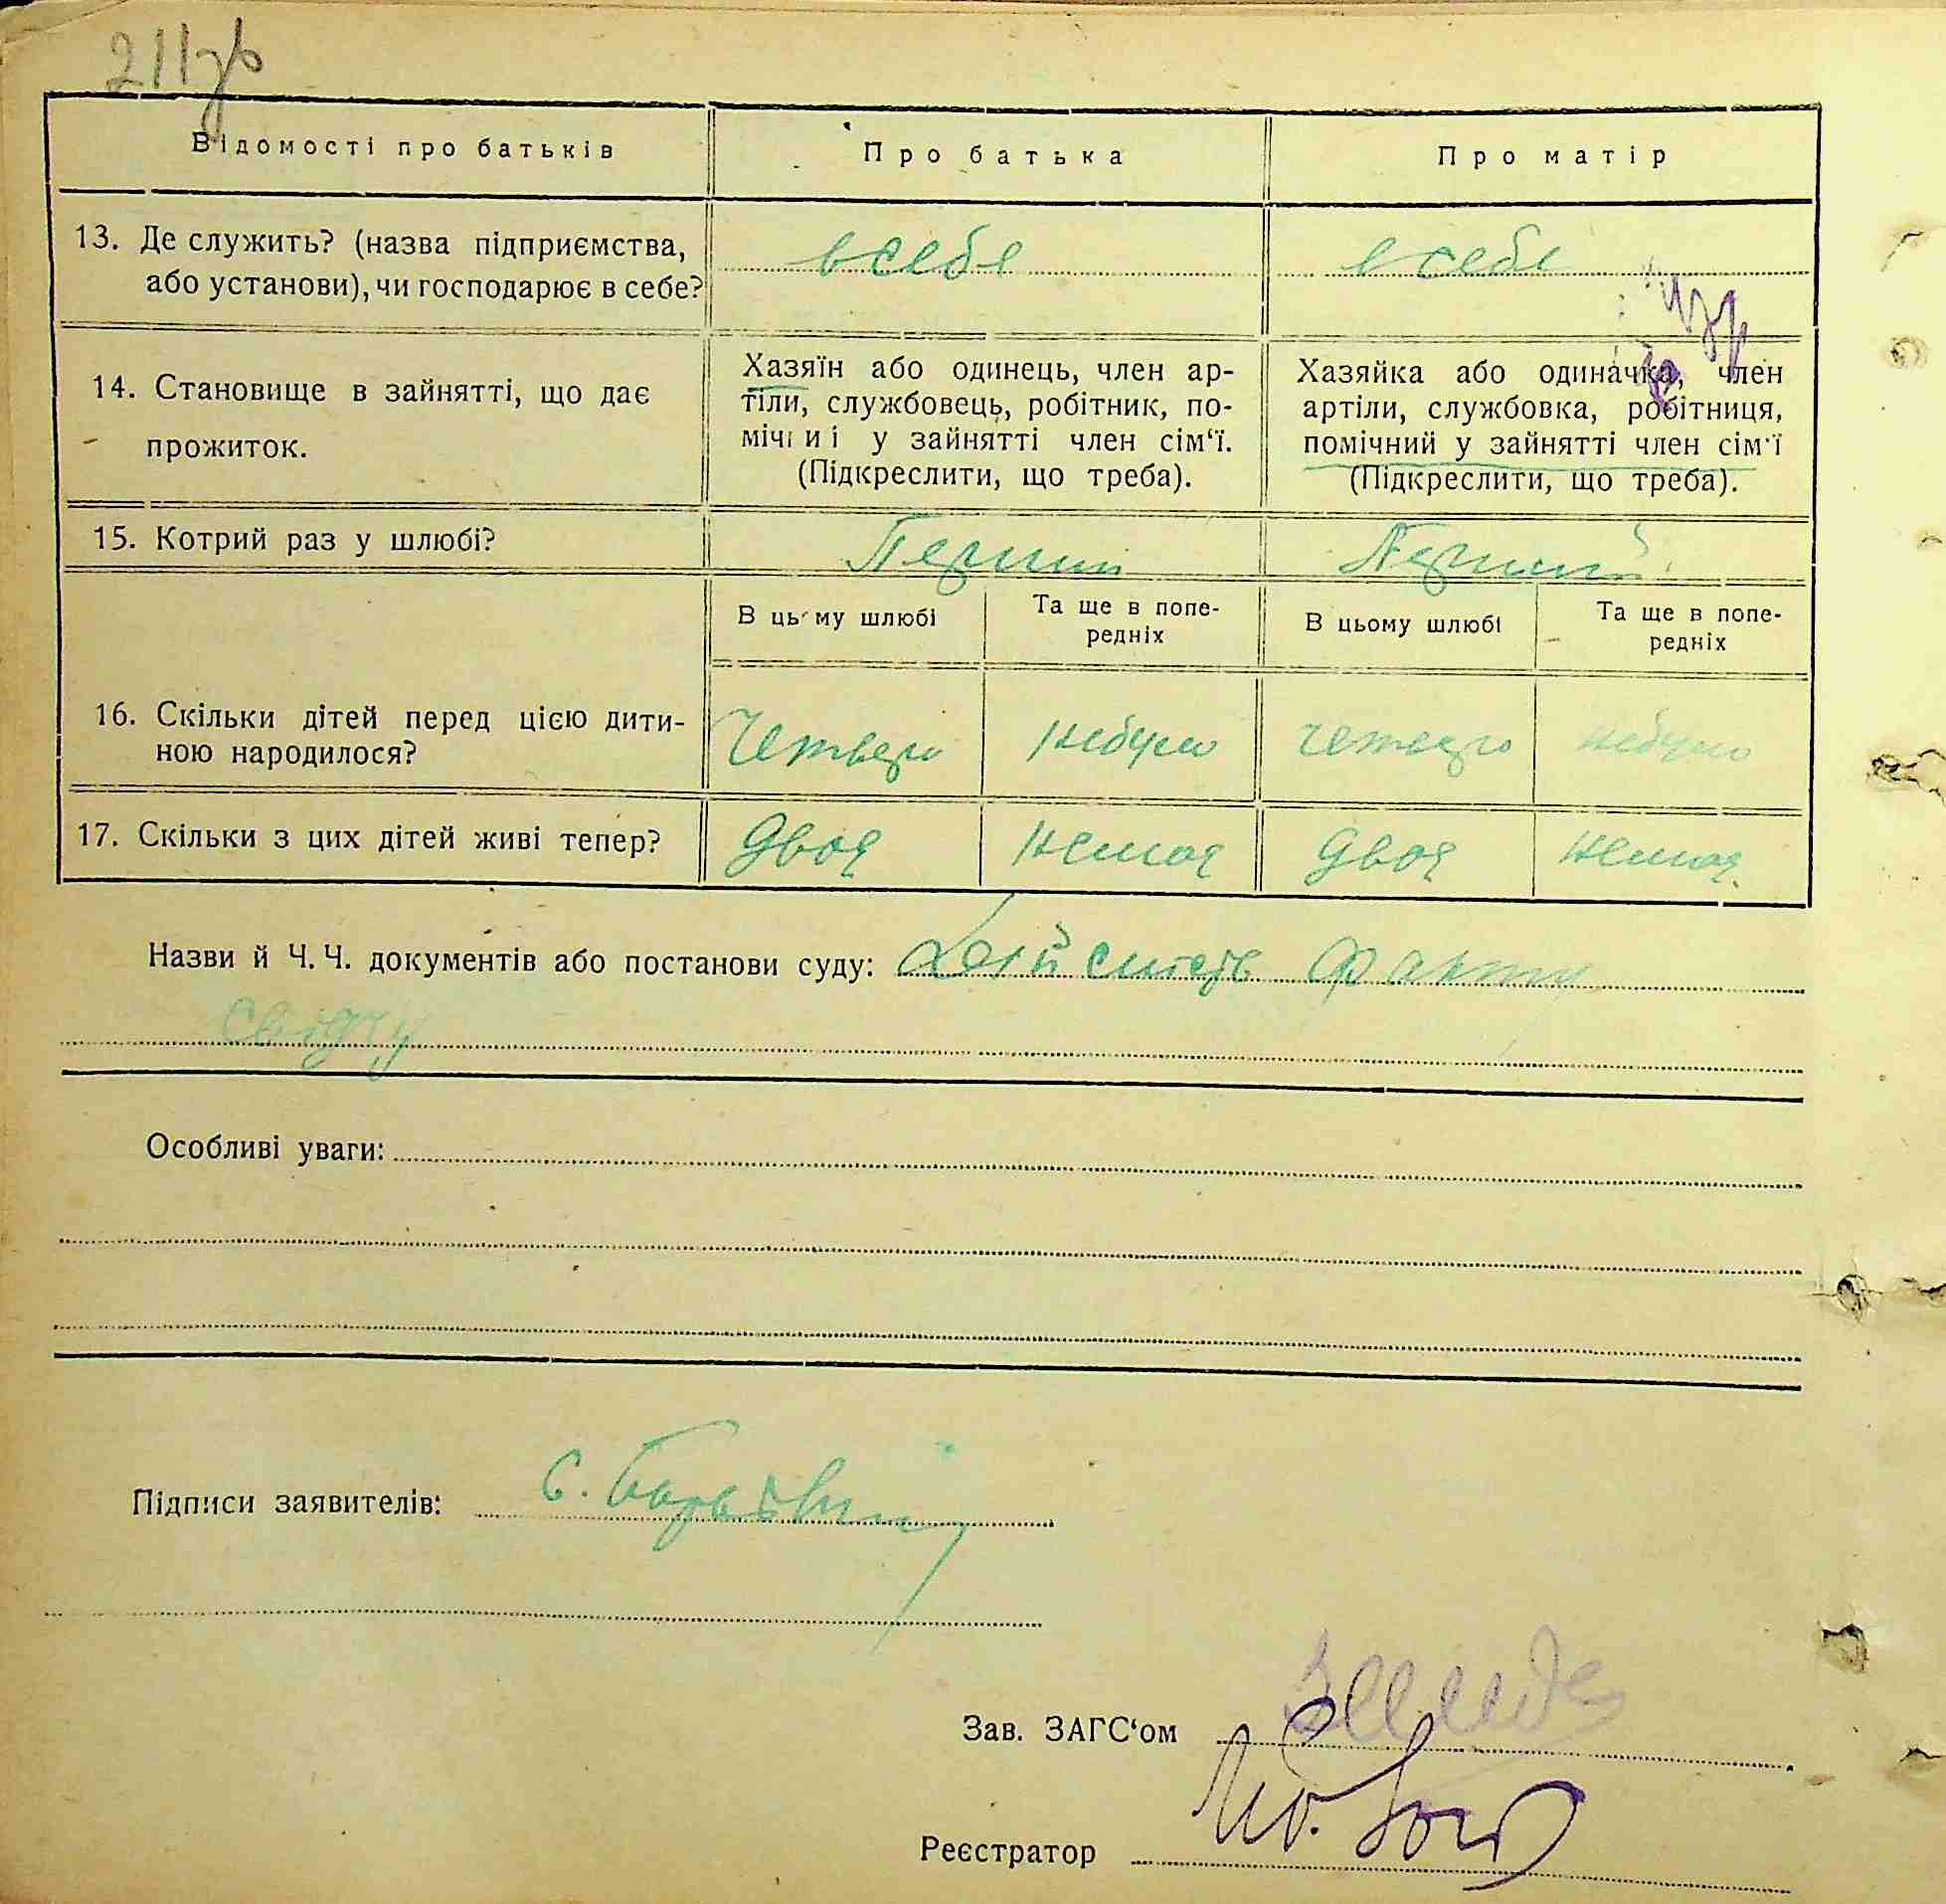 211зв
Відомості про батьків
Про батька
Про матір
13. Де служить? (назва підприємства,
або установи), чи господарює в себе?
в себе
в себе
14. Становище в зайнятті, що дає
прожиток.
Хазяїн або одинець, член ар-
тіли, службовець, робітник, по-
мічний у зайнятті член сім‘ї.
(Підкреслити, що треба).
Хазяйка або одиначка, член
артіли, службовка, робітниця,
помічний у зайнятті член сім‘ї
(Підкреслити, що треба).
15. Котрий раз у шлюбі?
Перший
Перший
В цьому шлюбі
Та ще в попе-
редніх
В цьому шлюбі
Та ще в попе-
редніх
16. Скільки дітей перед цією дити-
ною народилося?
Четверо
небуло
четверо
небуло
17. Скільки з цих дітей живі тепер?
Двоє
немає
Двоє
немає
Назви й Ч. Ч. документів або постанови суду: факту
свідчу
Особливі уваги:
Підписи заявителів: С.
Зав. ЗАГС‘ом
Реєстратор